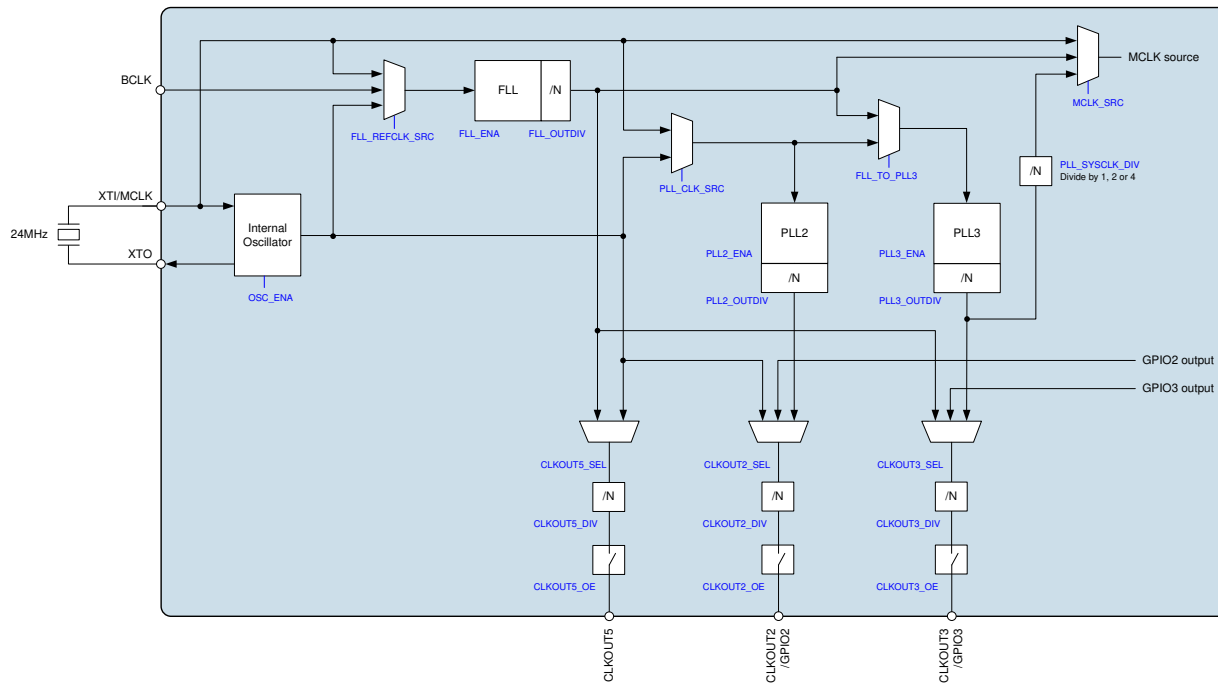 MCLK source
BCLK
FLL
/N
MCLK_SRC
FLL_REFCLK_SRC
FLL_ENA
FLL_OUTDIV
/N
PLL_SYSCLK_DIV
Divide by 1, 2 or 4
FLL_TO_PLL3
PLL_CLK_SRC
XTI/MCLK
24MHz
Internal
Oscillator
PLL2
PLL3
XTO
PLL2_ENA
PLL3_ENA
/N
/N
OSC_ENA
PLL2_OUTDIV
PLL3_OUTDIV
GPIO2 output
GPIO3 output
CLKOUT5_SEL
CLKOUT2_SEL
CLKOUT3_SEL
/N
/N
/N
CLKOUT5_DIV
CLKOUT2_DIV
CLKOUT3_DIV
CLKOUT5_OE
CLKOUT2_OE
CLKOUT3_OE
CLKOUT5
CLKOUT2
/GPIO2
CLKOUT3
/GPIO3